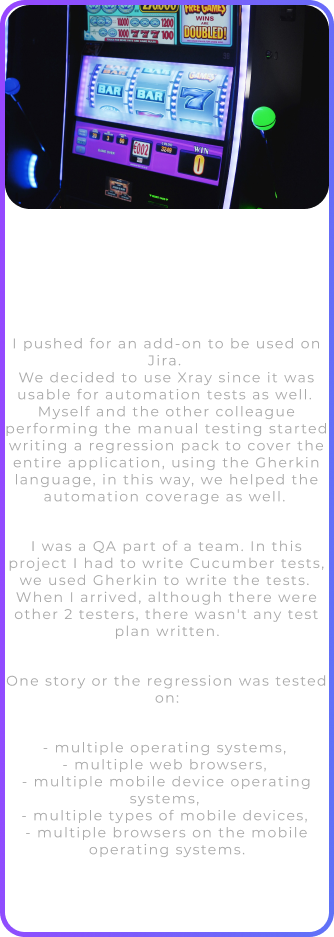 270000
FREE GAMES
WINS
ARE
DOUBLED!
BAR
BAR
7
WIN
0
I pushed for an add-on to be used on
Jira.
We decided to use Xray since it was
usable for automation tests as well.
Myself and the other colleague
performing the manual testing started
writing a regression pack to cover the
entire application, using the Gherkin
language, in this way, we helped the
automation coverage as well.
I was a QA part of a team. In this
project I had to write Cucumber tests,
we used Gherkin to write the tests.
When I arrived, although there were
other 2 testers, there wasn't any test
plan written.
One story or the regression was tested
on:
- multiple operating systems,
- multiple web browsers,
- multiple mobile device operating
systems,
- multiple types of mobile devices,
- multiple browsers on the mobile
operating systems.